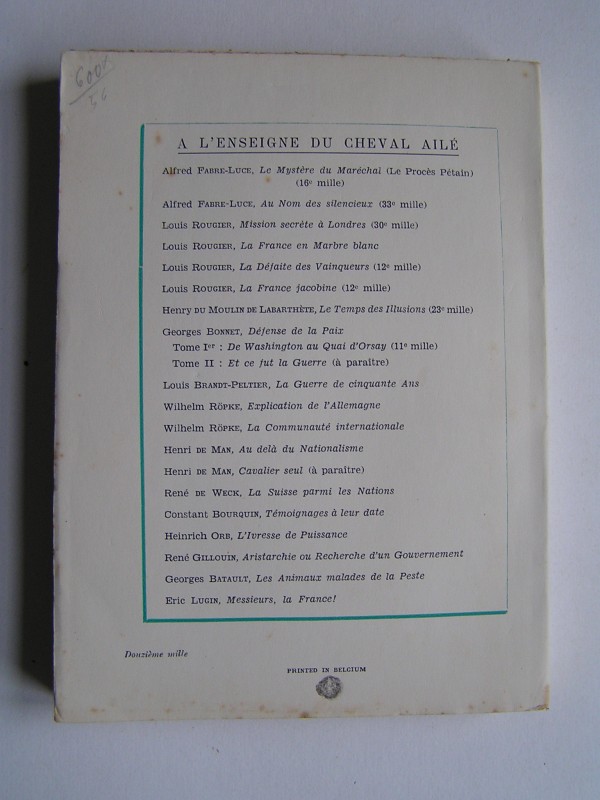 600F
56
A L'ENSEIGNE DU CHEVAL AILÉ
Alfred FABRE-LUCE, Le Mystère du Maréchal (Le Procès Pétain)
(16e mille)
Alfred FABRE-LUCE, Au Nom des silencieux (33e mille)
Louis ROUGIER, Mission secrète à Londres (30e mille)
Louis ROUGIER, La France en Marbre blanc
Louis ROUGIER, La Défaite des Vainqueurs (12e mille)
Louis ROUGIER, La France jacobine (12e mille)
Henry DU MOULIN DE LABARTHÈTE, Le Temps des Illusions (23e mille)
Georges BONNET, Défense de la Paix
Tome Ier : De Washington au Quai d'Orsay (11e mille)
Tome II : Et ce fut la Guerre (à paraître)
Louis BRANDT-PELTIER, La Guerre de cinquante Ans
Wilhelm RÖPKE, Explication de l'Allemagne
Wilhelm RÖPKE, La Communauté internationale
Henri DE MAN, Au delà du Nationalisme
Henri DE MAN, Cavalier seul (à paraître)
René DE WECK, La Suisse parmi les Nations
Constant BOURQUIN, Témoignages à leur date
Heinrich ORB, L'Ivresse de Puissance
René GILLOUIN, Aristarchie ou Recherche d'un Gouvernement
Georges BATAULT, Les Animaux malades de la Peste
Eric LUGIN, Messieurs, la France!
Douzième mille
PRINTED IN BELGIUM